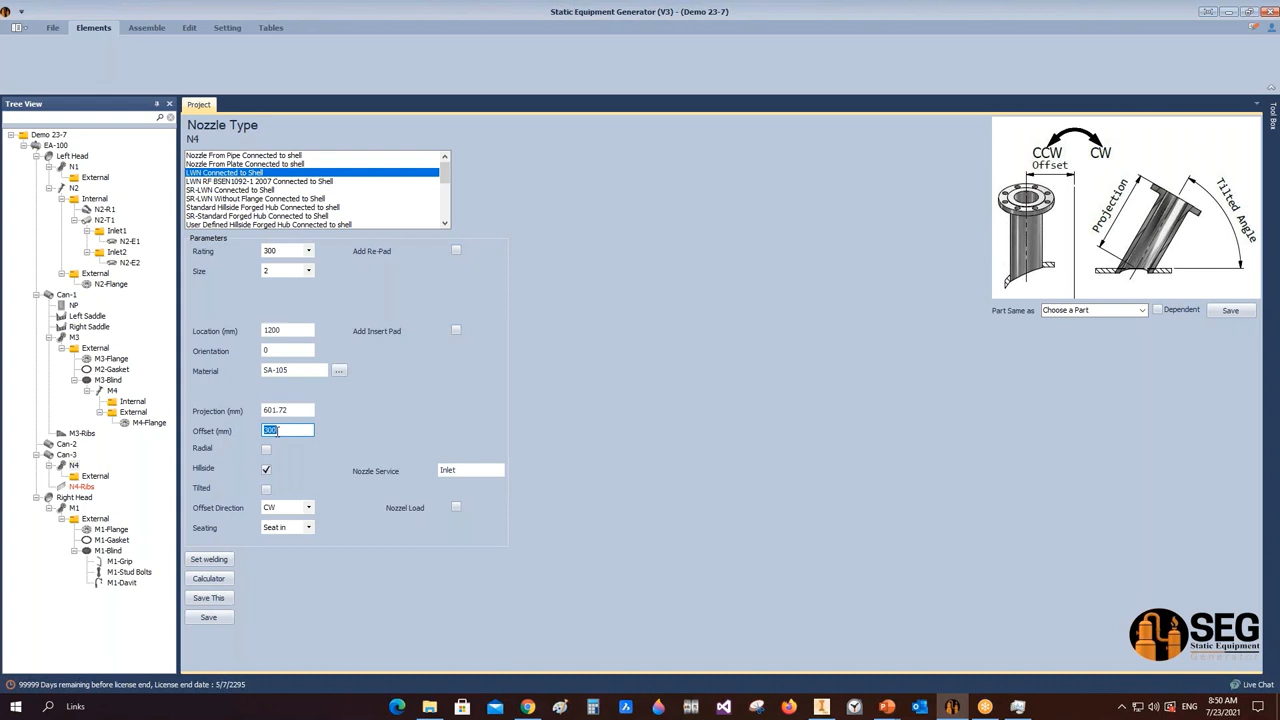 Static Equipment Generator (V3) - (Demo 23-7)
File Elements Assemble Edit Setting Tables
Tree View
Project
Tool Box
Demo 23-7
EA-100
Left Head
N1
External
N2
Internal
N2-R1
N2-T1
Inlet1
N2-E1
Inlet2
N2-E2
External
N2-Flange
Can-1
NP
Left Saddle
Right Saddle
M3
External
M3-Flange
M2-Gasket
M3-Blind
M4
Internal
External
M4-Flange
M3-Ribs
Can-2
Can-3
N4
External
N4-Ribs
Right Head
M1
External
M1-Flange
M1-Gasket
M1-Blind
M1-Grip
M1-Stud Bolts
M1-Davit
Nozzle Type
N4
Nozzle From Pipe Connected to shell
Nozzle From Plate Connected to shell
LWN Connected to Shell
LWN RF BSEN1092-1 2007 Connected to Shell
SR-LWN Connected to Shell
SR-LWN Without Flange Connected to Shell
Standard Hillside Forged Hub Connected to shell
SR-Standard Forged Hub Connected to Shell
User Defined Hillside Forged Hub Connected to shell
Parameters
Rating 300 Add Re-Pad
Size 2
Location (mm) 1200 Add Insert Pad
Orientation 0
Material SA-105 ...
Projection (mm) 601.72
Offset (mm) 300
Radial
Hillside Nozzle Service Inlet
Tilted
Offset Direction CW Nozzel Load
Seating Seat in
Set welding
Calculator
Save This
Save
CCW CW
Offset
Projection
Tilted Angle
Part Same as Choose a Part Dependent Save
SEG
Static Equipment
Generator
99999 Days remaining before license end, License end date : 5/7/2295
Live Chat
Links
8:50 AM
7/23/2021